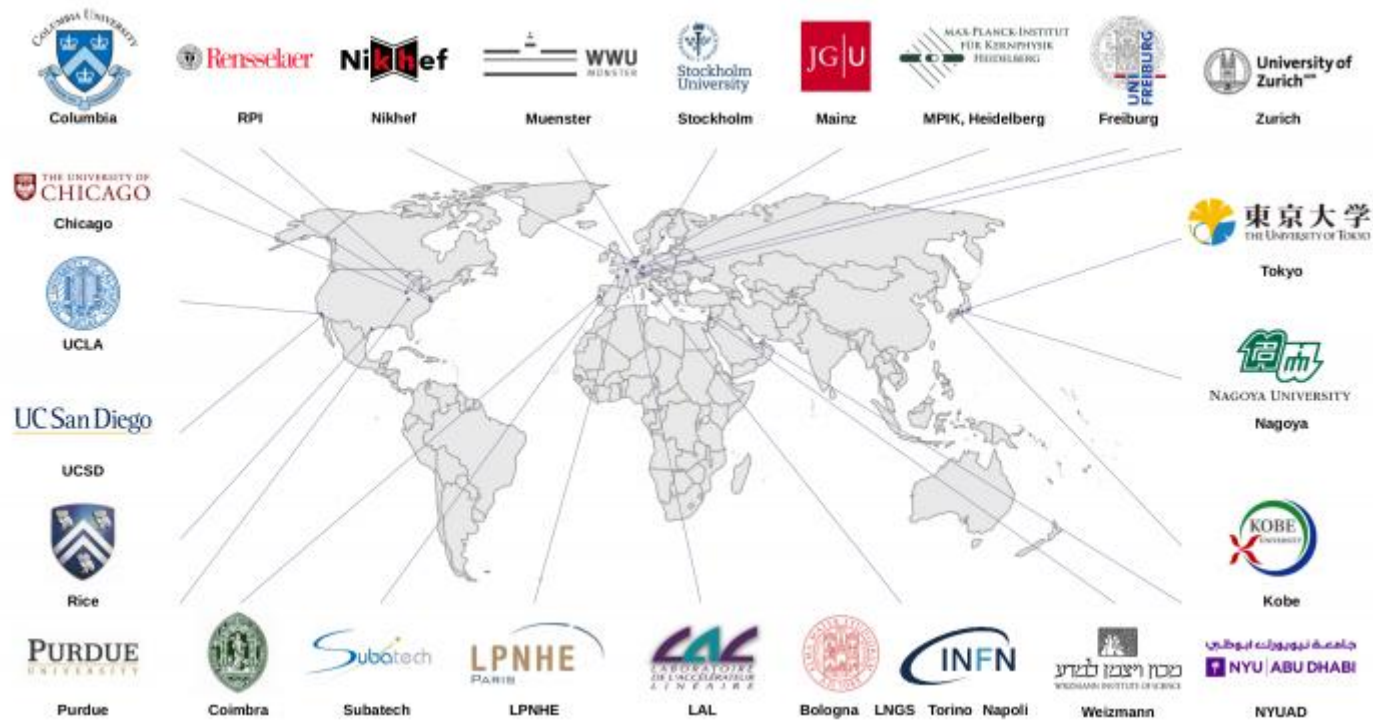 COLUMBIA UNIVERSITY
Columbia
Rensselaer
RPI
Nikhef
Nikhef
WWU
MÜNSTER
Muenster
Stockholm
University
Stockholm
JG|U
Mainz
MAX-PLANCK-INSTITUT
FÜR KERNPHYSIK
HEIDELBERG
MPIK, Heidelberg
UNI
FREIBURG
Freiburg
University of
Zurich
Zurich
THE UNIVERSITY OF
CHICAGO
Chicago
UCLA
UC San Diego
UCSD
Rice
PURDUE
UNIVERSITY
Purdue
東京大学
THE UNIVERSITY OF TOKYO
Tokyo
NAGOYA UNIVERSITY
Nagoya
KOBE
UNIVERSITY
Kobe
Coimbra
Subatech
Subatech
LPNHE
PARIS
LPNHE
LAL
LABORATOIRE
DE L'ACCÉLÉRATEUR
LINÉAIRE
LAL
Bologna
INFN
LNGS Torino Napoli
מכון ויצמן למדע
WEIZMANN INSTITUTE OF SCIENCE
Weizmann
جامعـة نيويورك أبوظبي
NYU|ABU DHABI
NYUAD